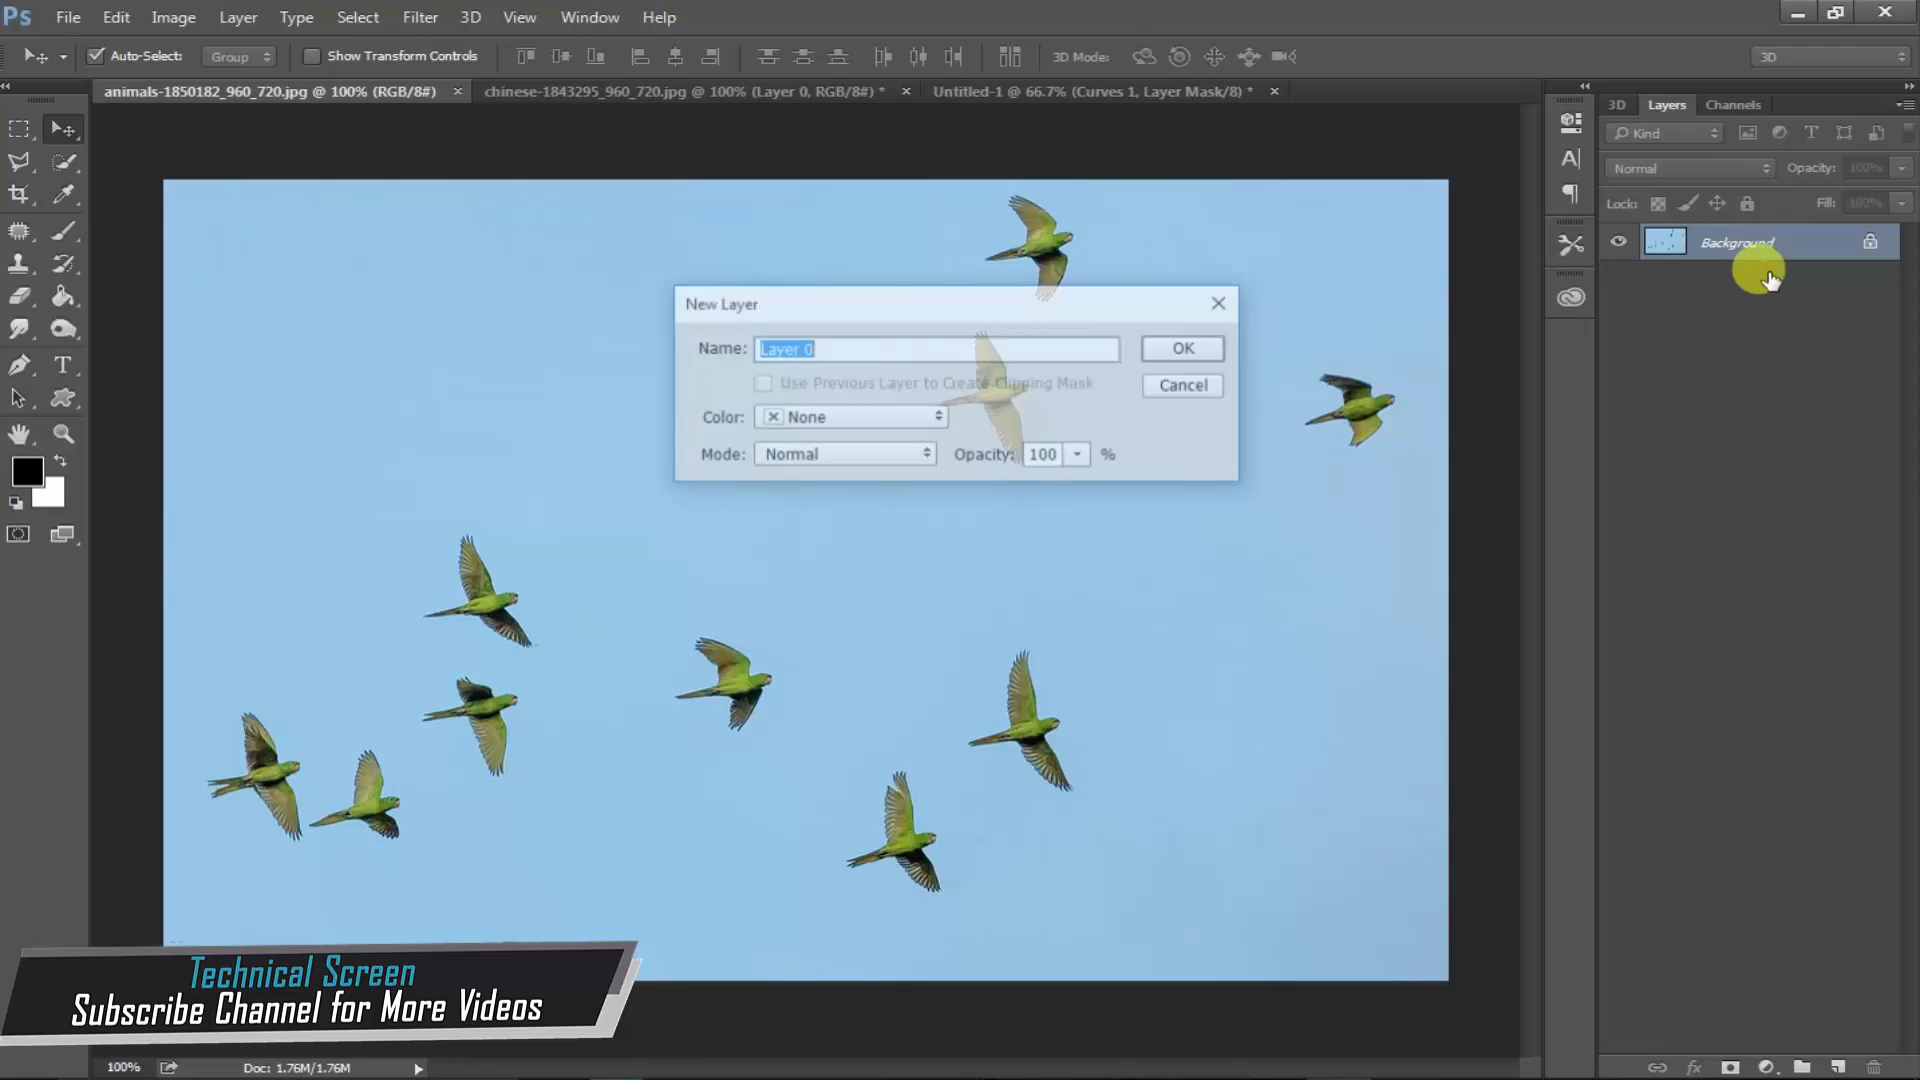 Ps File Edit Image Layer Type Select Filter 3D View Window Help
Auto-Select: Group Show Transform Controls 3D Mode: 3D
animals-1850182_960_720.jpg @ 100% (RGB/8#) chinese-1843295_960_720.jpg @ 100% (Layer 0, RGB/8#) * Untitled-1 @ 66.7% (Curves 1, Layer Mask/8) *
3D Layers Channels
Kind
Normal Opacity: 100%
Lock: Fill: 100%
Background
New Layer
Name: Layer 0 OK
Use Previous Layer to Create Clipping Mask Cancel
Color: None
Mode: Normal Opacity: 100 %
Technical Screen
Subscribe Channel for More Videos
100% Doc: 1.76M/1.76M